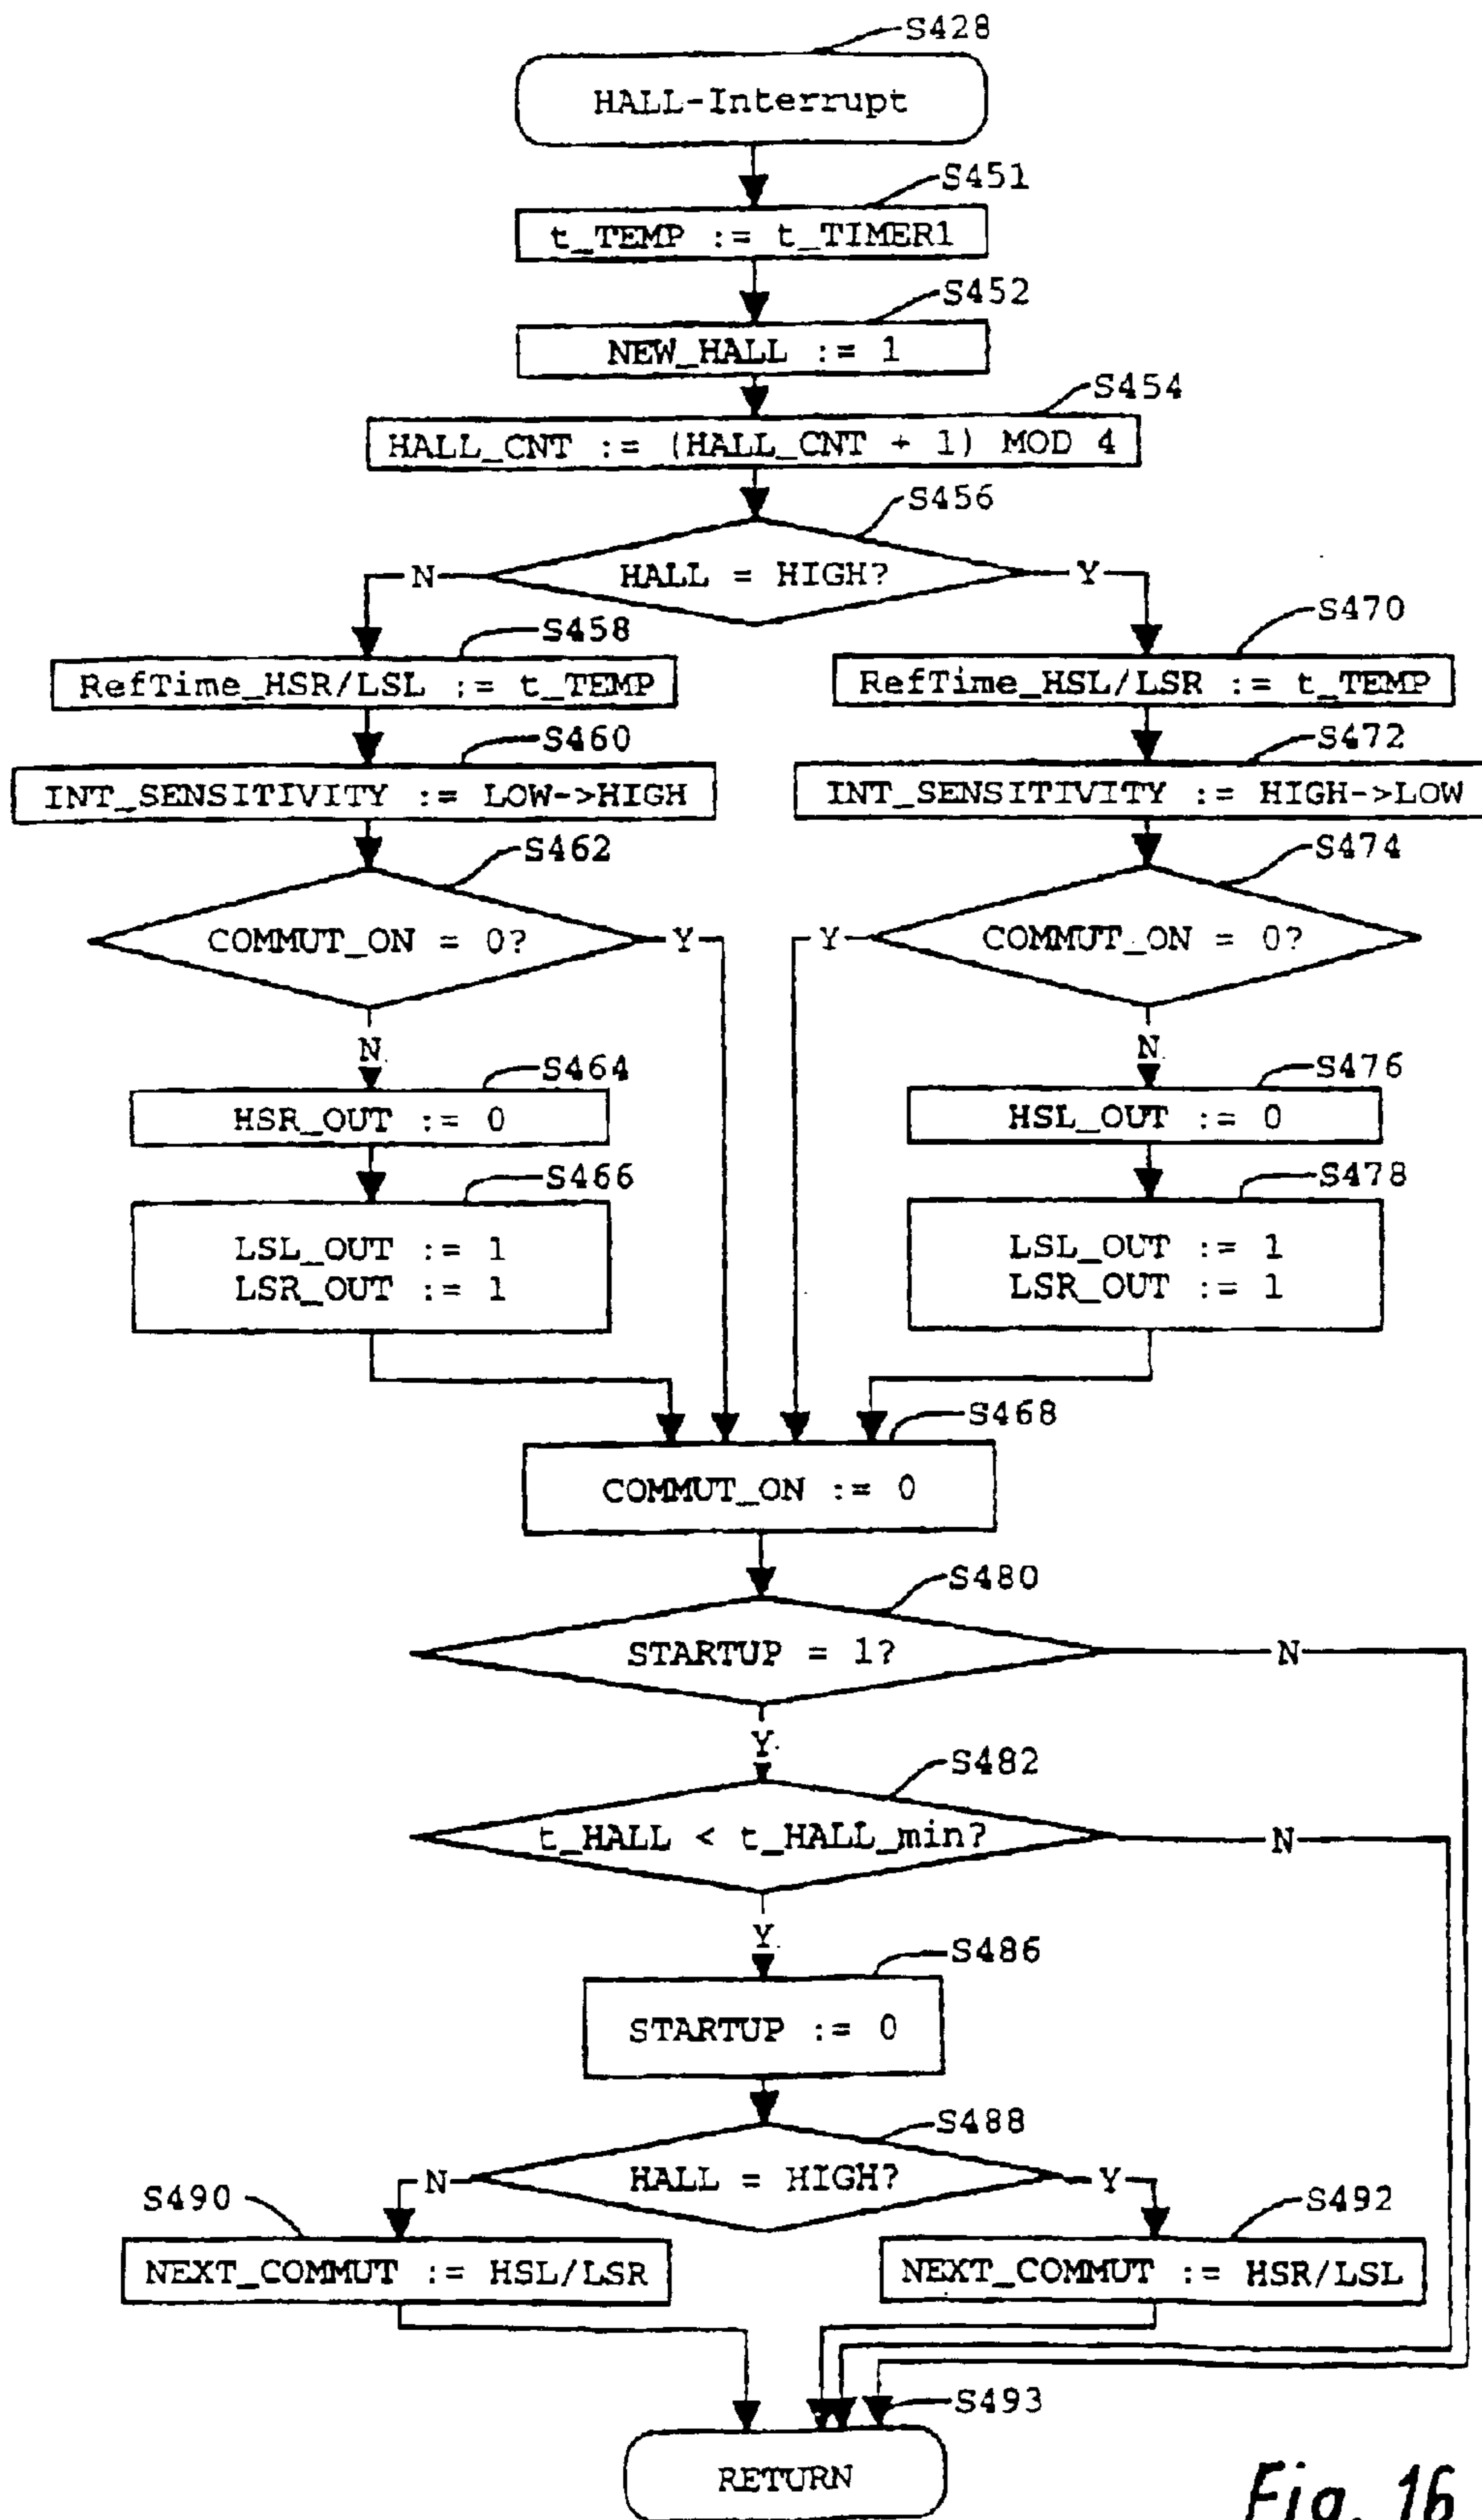 S428
HALL-Interrupt
S451
t_TEMP := t_TIMER1
S452
NEW_HALL := 1
S454
HALL_CNT := (HALL_CNT + 1) MOD 4
S456
N HALL = HIGH? Y
S458 S470
RefTime_HSR/LSL := t_TEMP RefTime_HSL/LSR := t_TEMP
S460 S472
INT_SENSITIVITY := LOW->HIGH INT_SENSITIVITY := HIGH->LOW
S462 S474
COMMUT_ON = 0? Y Y COMMUT_ON = 0?
N N
S464 S476
HSR_OUT := 0 HSL_OUT := 0
S466 S478
LSL_OUT := 1 LSL_OUT := 1
LSR_OUT := 1 LSR_OUT := 1
S468
COMMUT_ON := 0
S480
STARTUP = 1? N
Y
S482
t_HALL < t_HALL_min? N
Y
S486
STARTUP := 0
S488
N HALL = HIGH? Y
S490 S492
NEXT_COMMUT := HSL/LSR NEXT_COMMUT := HSR/LSL
S493
RETURN
Fig. 16